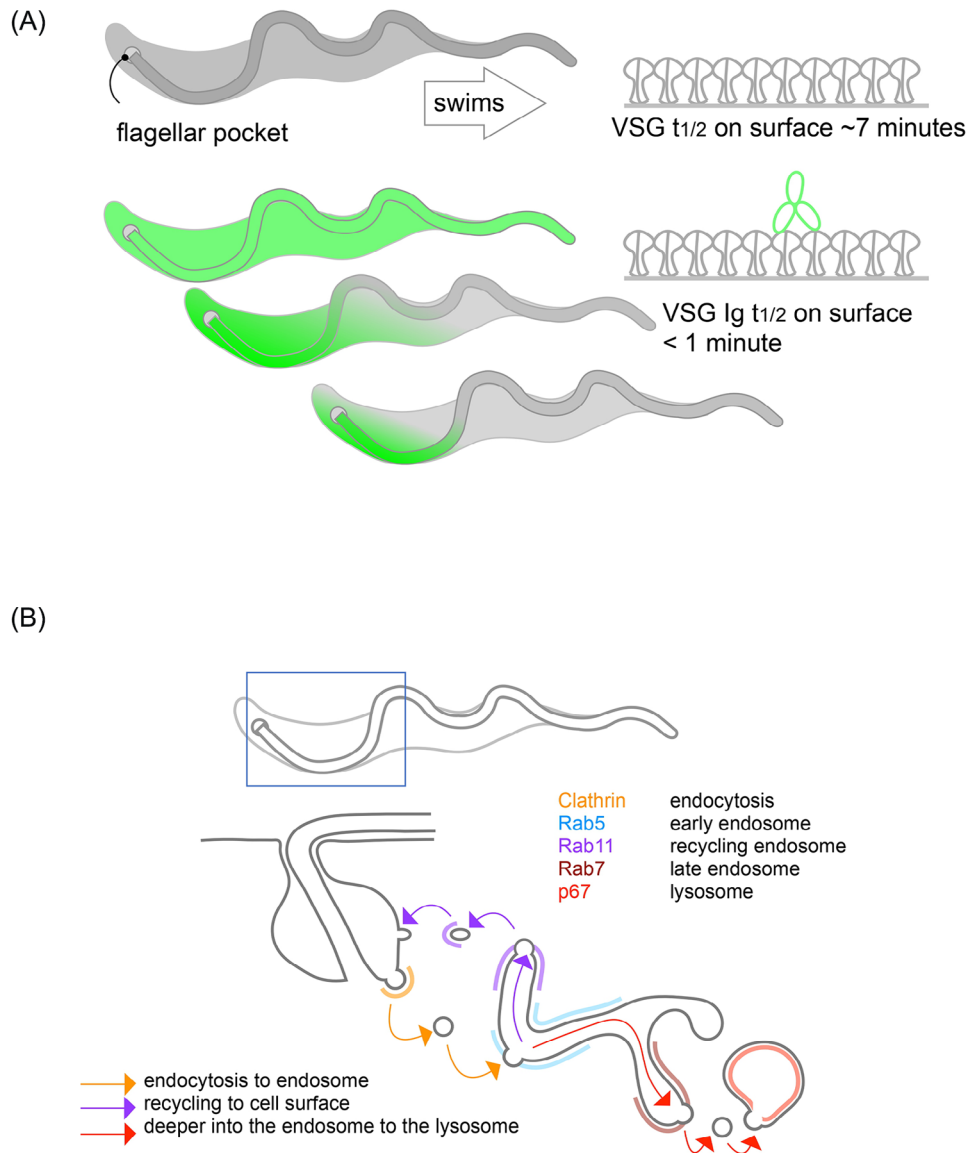 (A)
flagellar pocket
swims
VSG t1/2 on surface ~7 minutes
VSG Ig t1/2 on surface
< 1 minute
(B)
Clathrin endocytosis
Rab5 early endosome
Rab11 recycling endosome
Rab7 late endosome
p67 lysosome
endocytosis to endosome
recycling to cell surface
deeper into the endosome to the lysosome